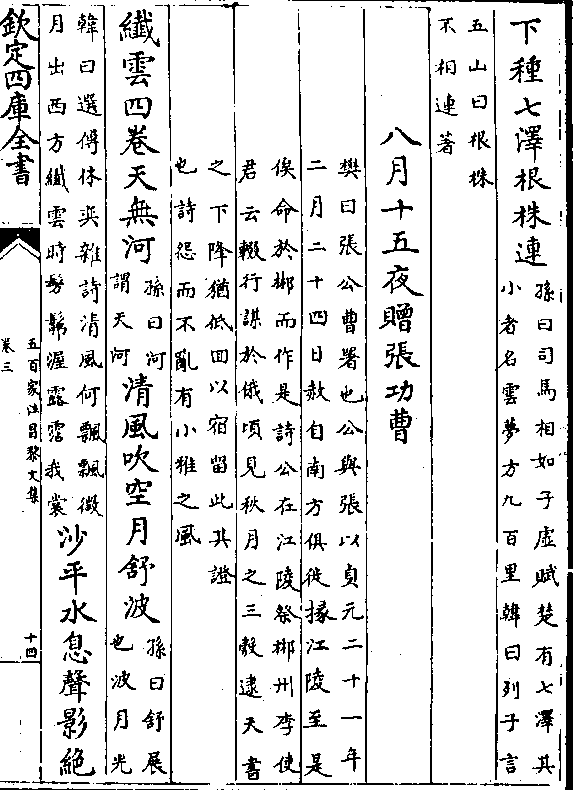 下種七澤根株連
孫曰司馬相如子虛賦楚有七澤其
小者名雲夢方九百里韓曰列子言
五山曰根株
不相連著
八月十五夜贈張功曹
樊曰張公曹署也公與張以貞元二十一年
二月二十四日赦自南方俱徙掾江陵至是
俟命於郴而作是詩公在江陵祭郴州李使
君云輟行謀於俄頃見秋月之三彀逮天書
之下降猶低回以宿留此其證
也詩怨而不亂有小雅之風
纖雲四卷天無河
孫曰河
謂天河
清風吹空月舒波
孫曰舒展
也波月光
韓曰選傅休奕雜詩清風何飄飄微
月出西方纖雲時髣髴渥露霑我裳
沙平水息聲影絶
欽定四庫全書
五百家注昌黎文集
卷三
十四